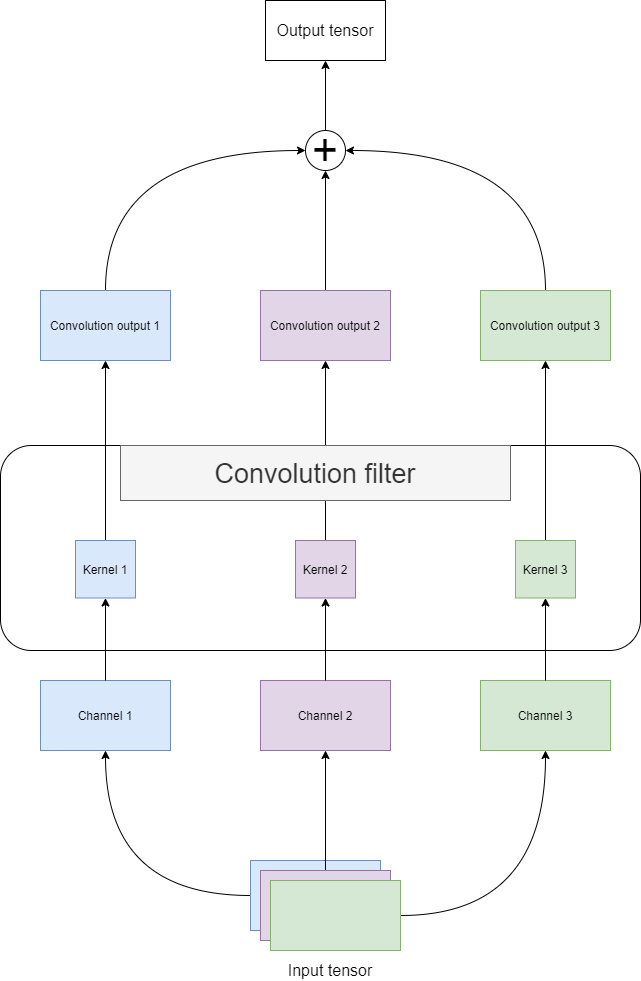 Output tensor
Convolution output 1
Convolution output 2
Convolution output 3
Convolution filter
Kernel 1
Kernel 2
Kernel 3
Channel 1
Channel 2
Channel 3
Input tensor